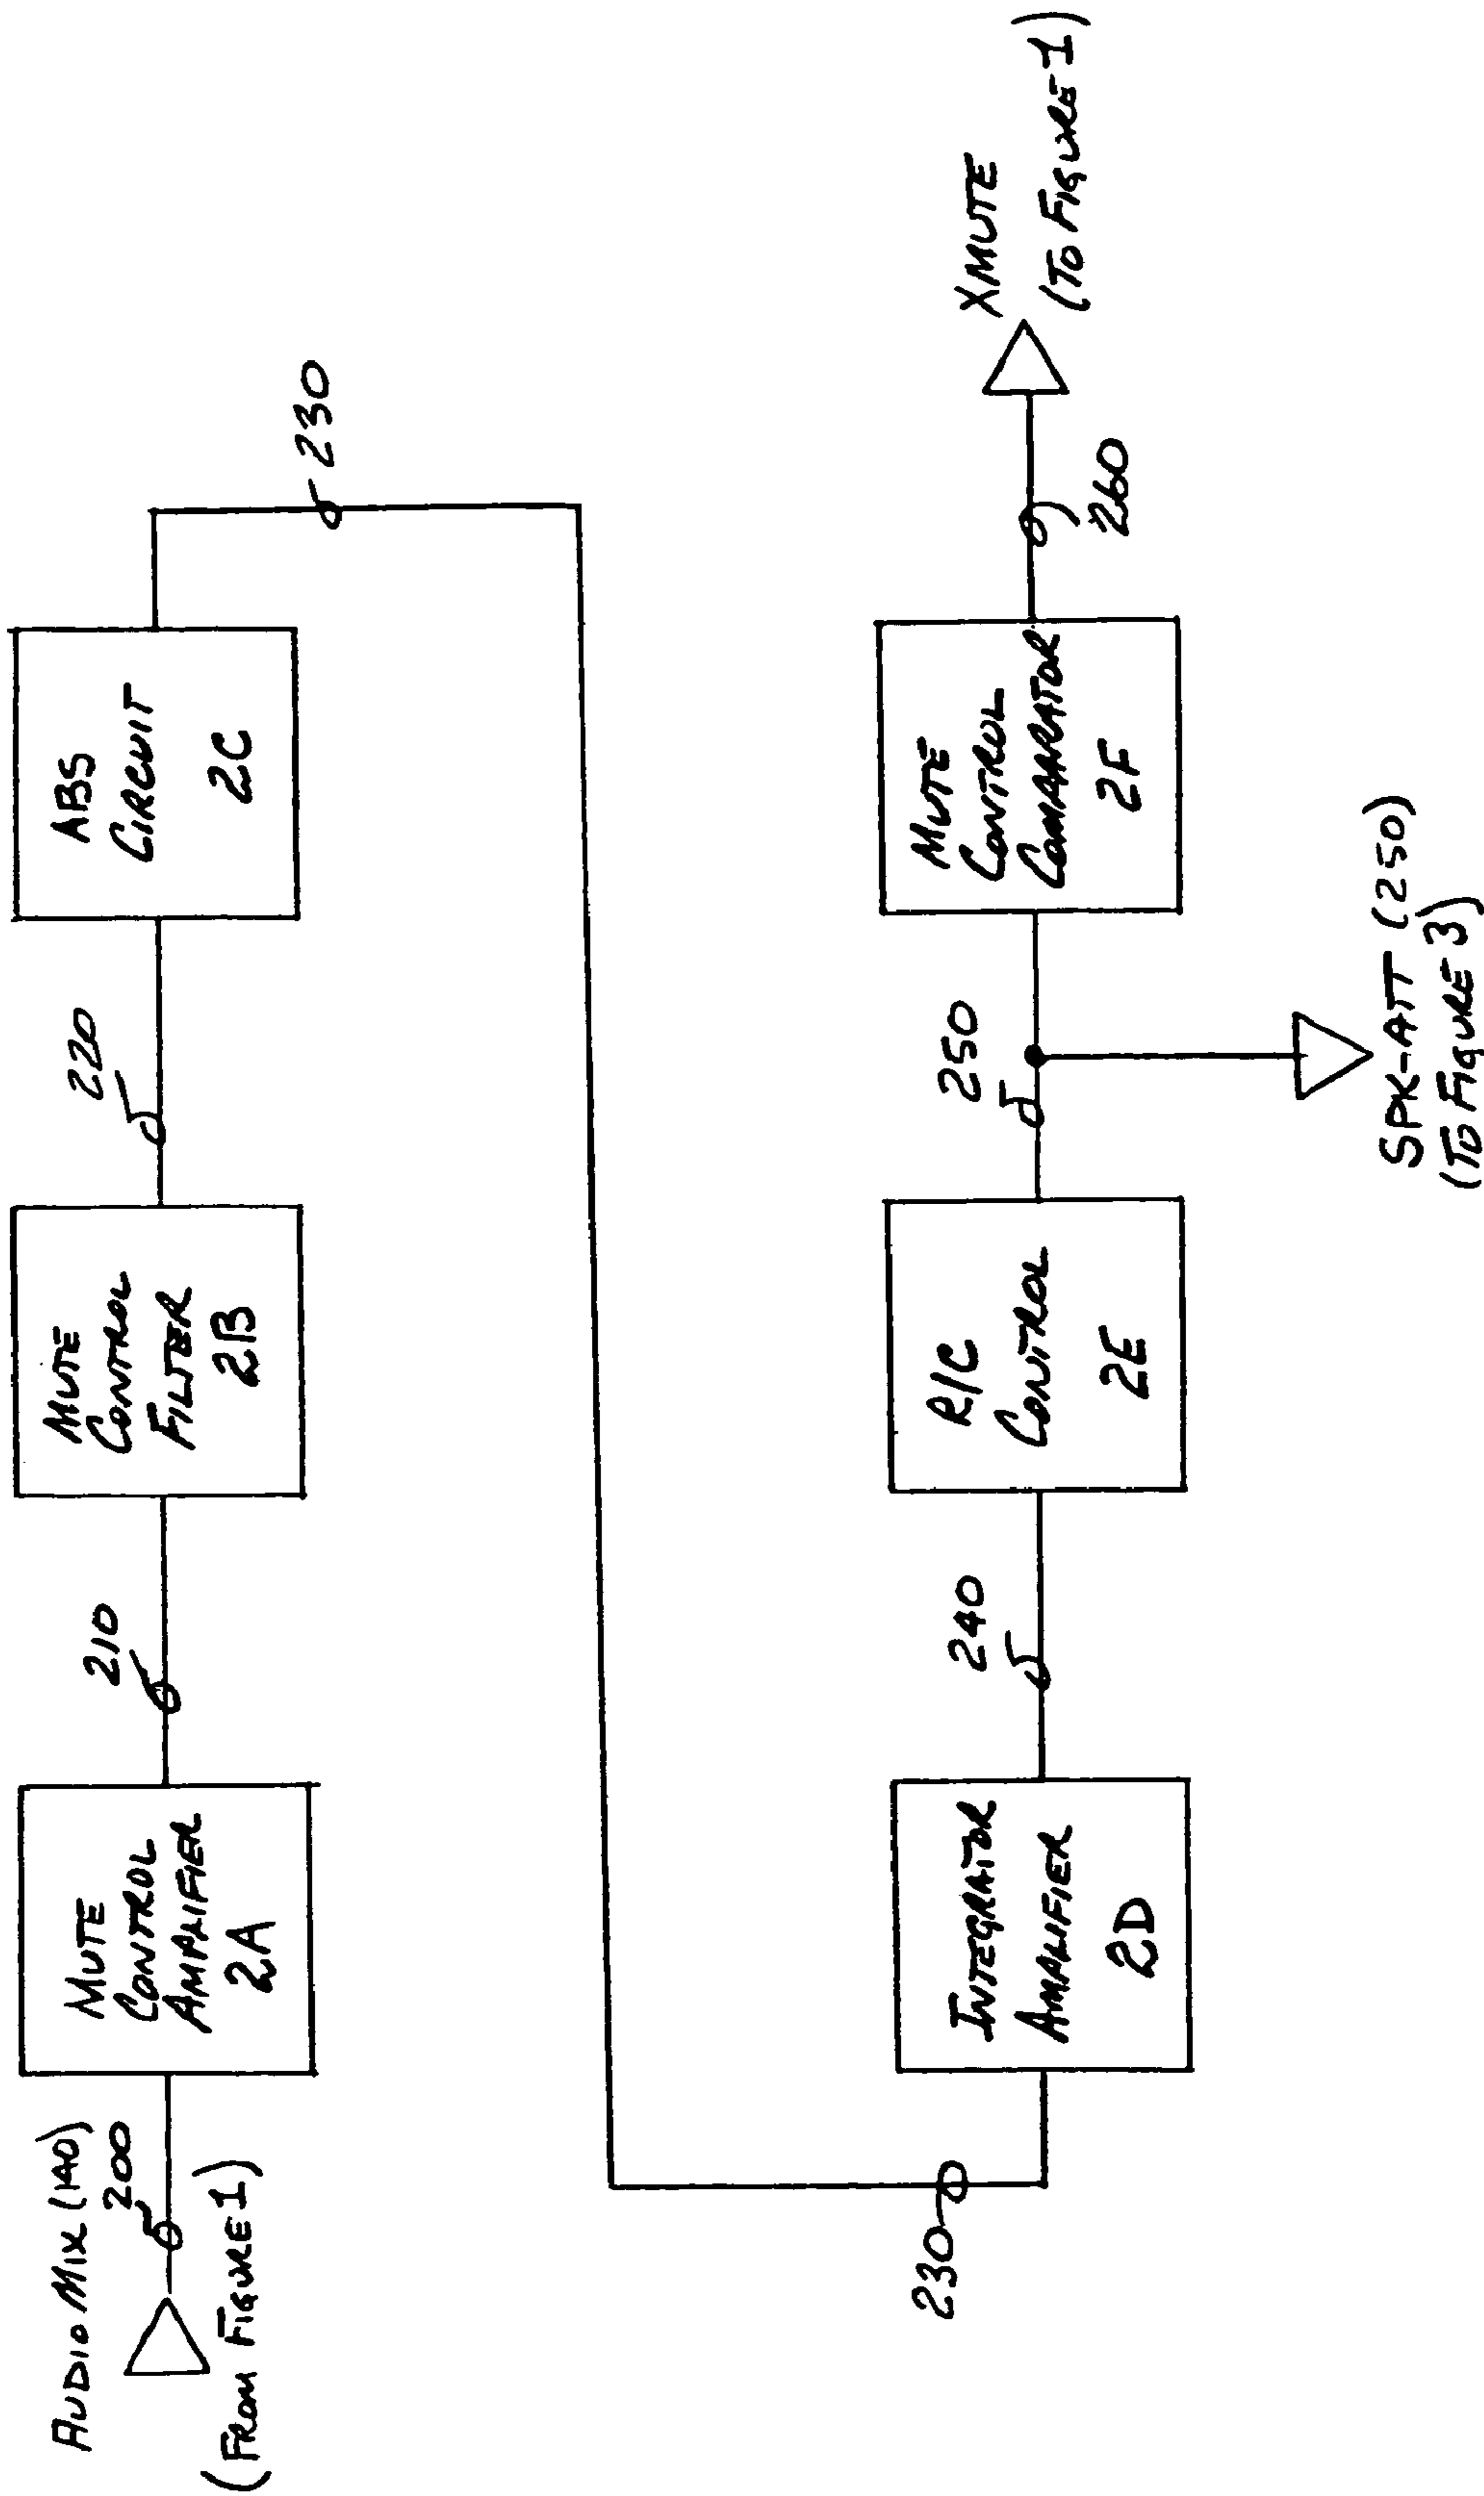 AUDIO MIX (140)
200
(FROM FIGURE 1)
MUTE
CONTROL
AMPLIFIER
2A
210
MUTE
CONTROL
FILTER
2B
220
ABS
CIRCUIT
2C
230
230
INTEGRATOR
AMPLIFIER
2D
240
R/C
CONTROL
2E
250
SPK-ATT (250)
(TO FIGURE 3)
MUTE
CONTROL
COMPARATOR
2F
260
XMUTE
(TO FIGURE 1)